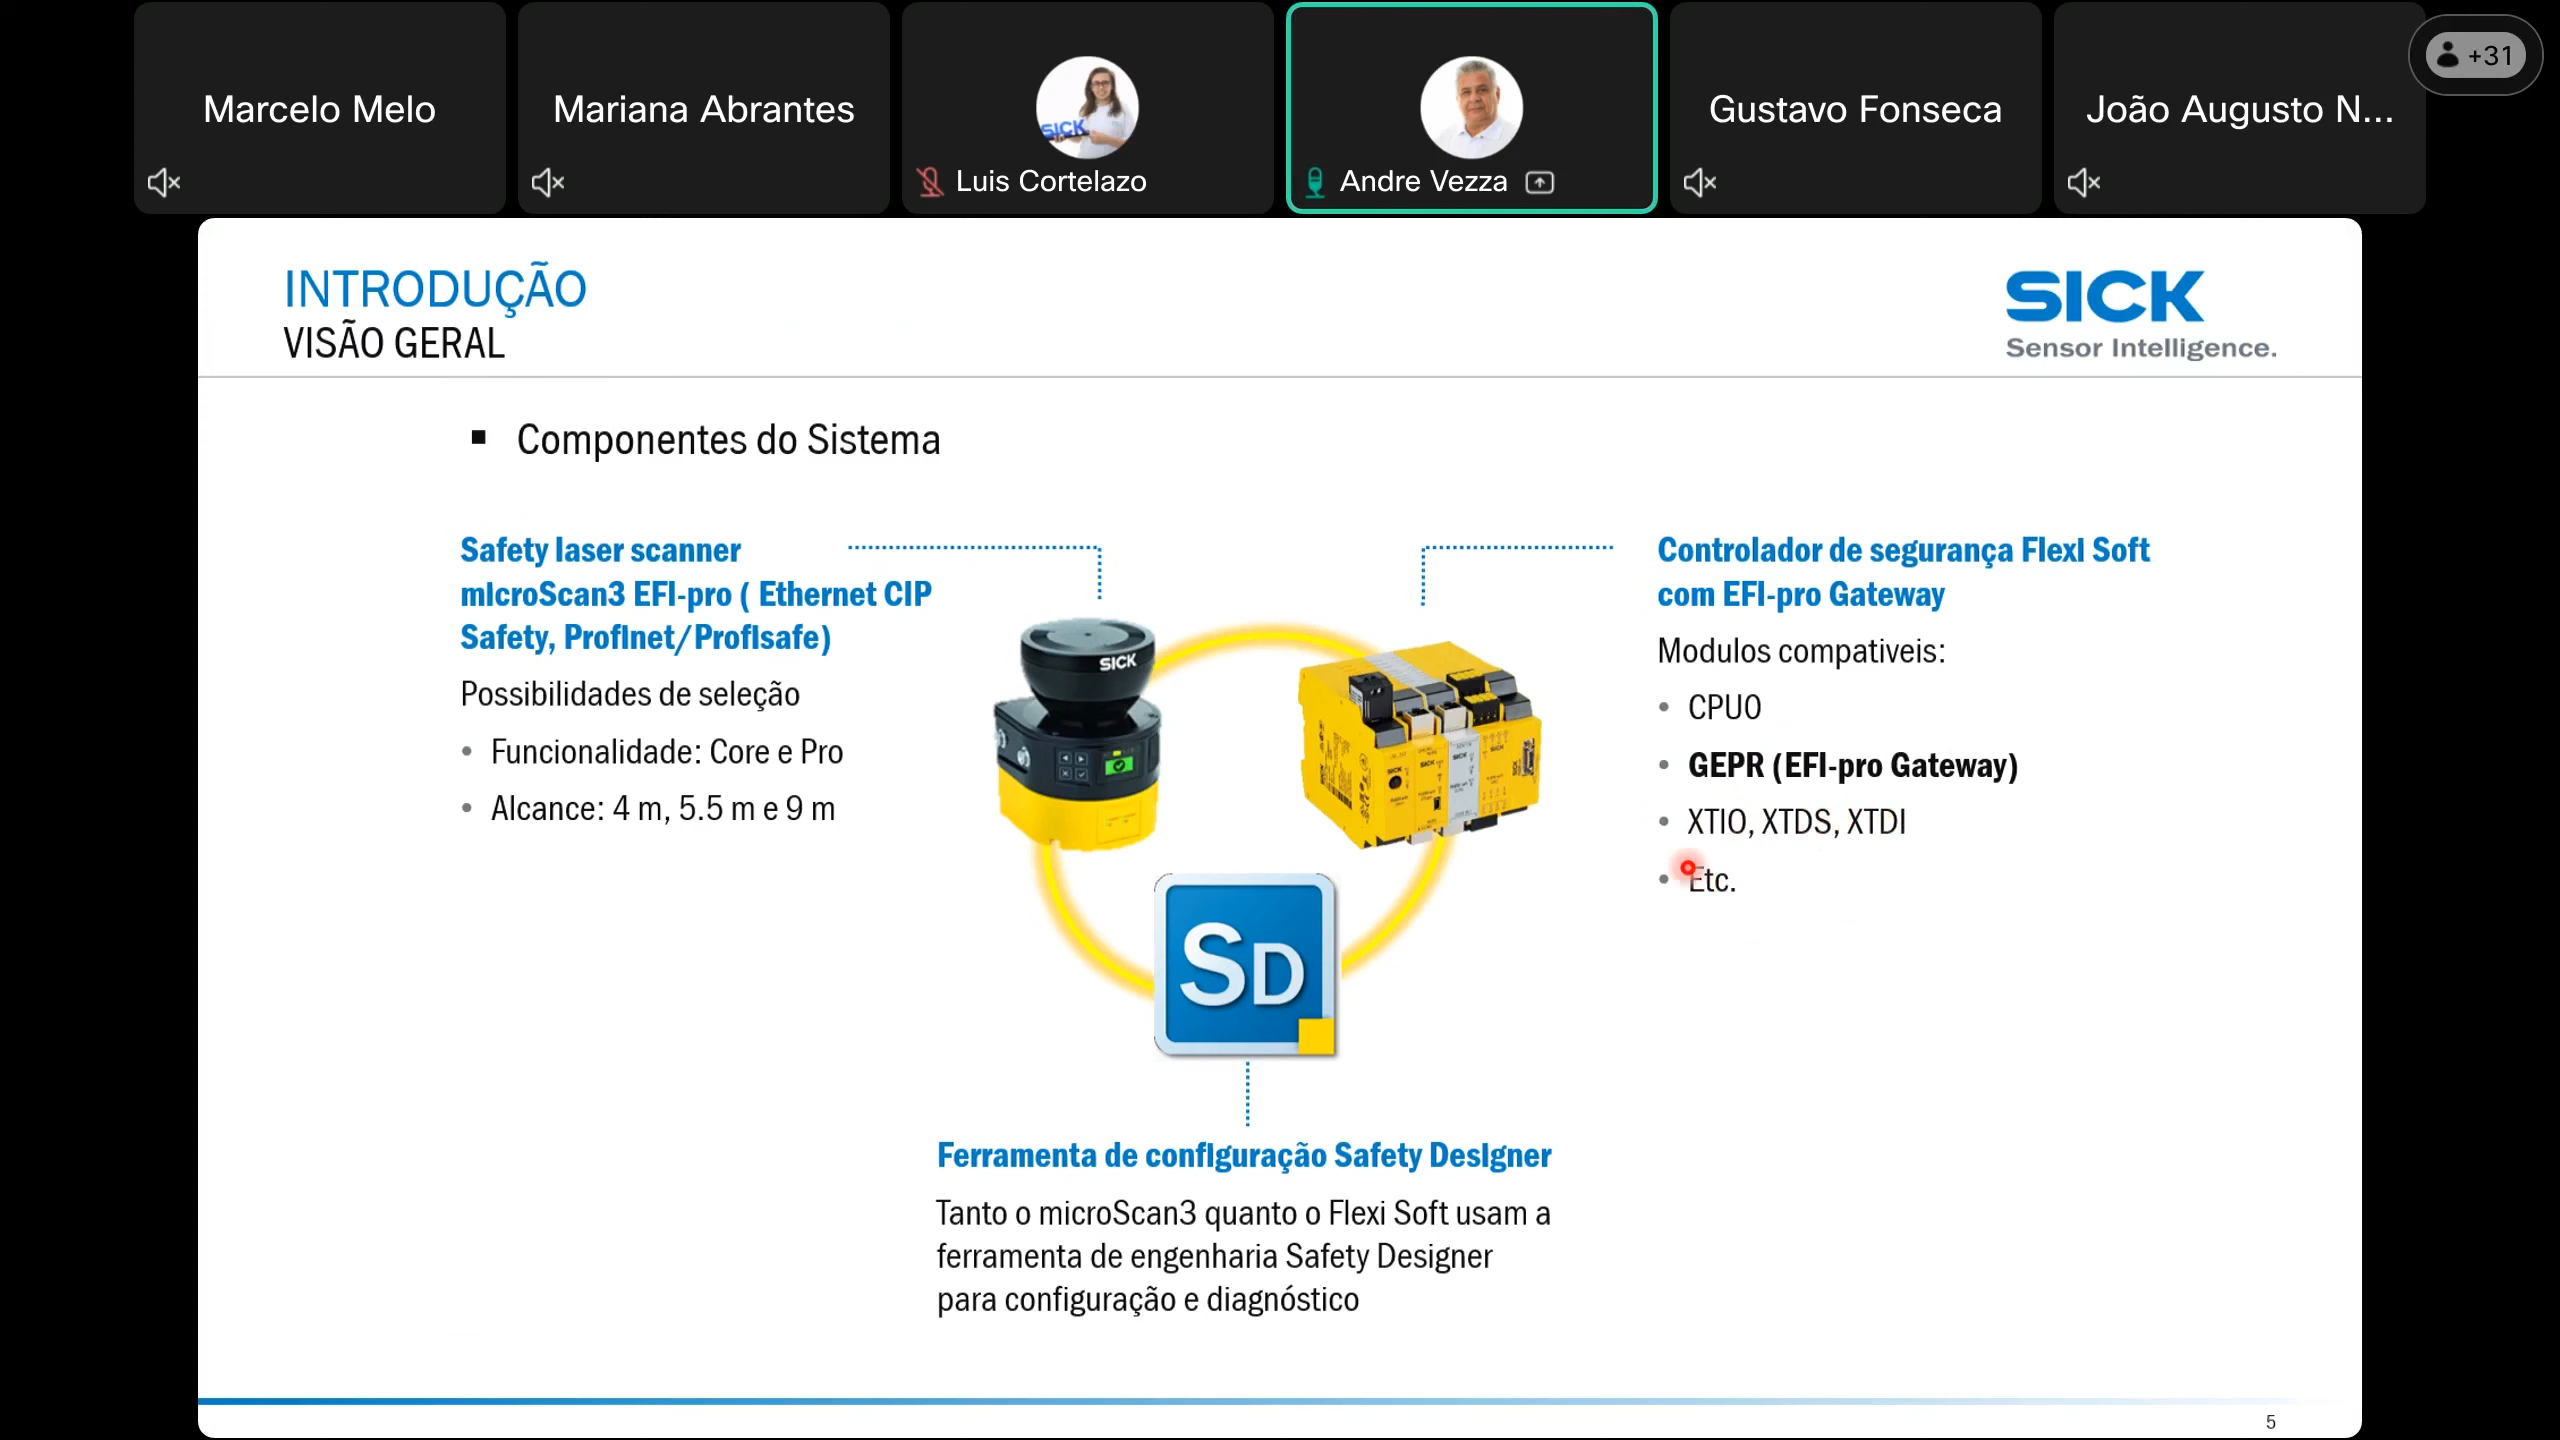 Marcelo Melo
Mariana Abrantes
SICK
Luis Cortelazo
Andre Vezza
Gustavo Fonseca
João Augusto N...
+31
INTRODUÇÃO
VISÃO GERAL
SICK
Sensor Intelligence.
▪ Componentes do Sistema
Safety laser scanner
microScan3 EFI-pro ( Ethernet CIP
Safety, Profinet/Profisafe)
Possibilidades de seleção
• Funcionalidade: Core e Pro
• Alcance: 4 m, 5.5 m e 9 m
SICK
Controlador de segurança Flexi Soft
com EFI-pro Gateway
Modulos compativeis:
• CPU0
• GEPR (EFI-pro Gateway)
• XTIO, XTDS, XTDI
• Etc.
SD
Ferramenta de configuração Safety Designer
Tanto o microScan3 quanto o Flexi Soft usam a
ferramenta de engenharia Safety Designer
para configuração e diagnóstico
5